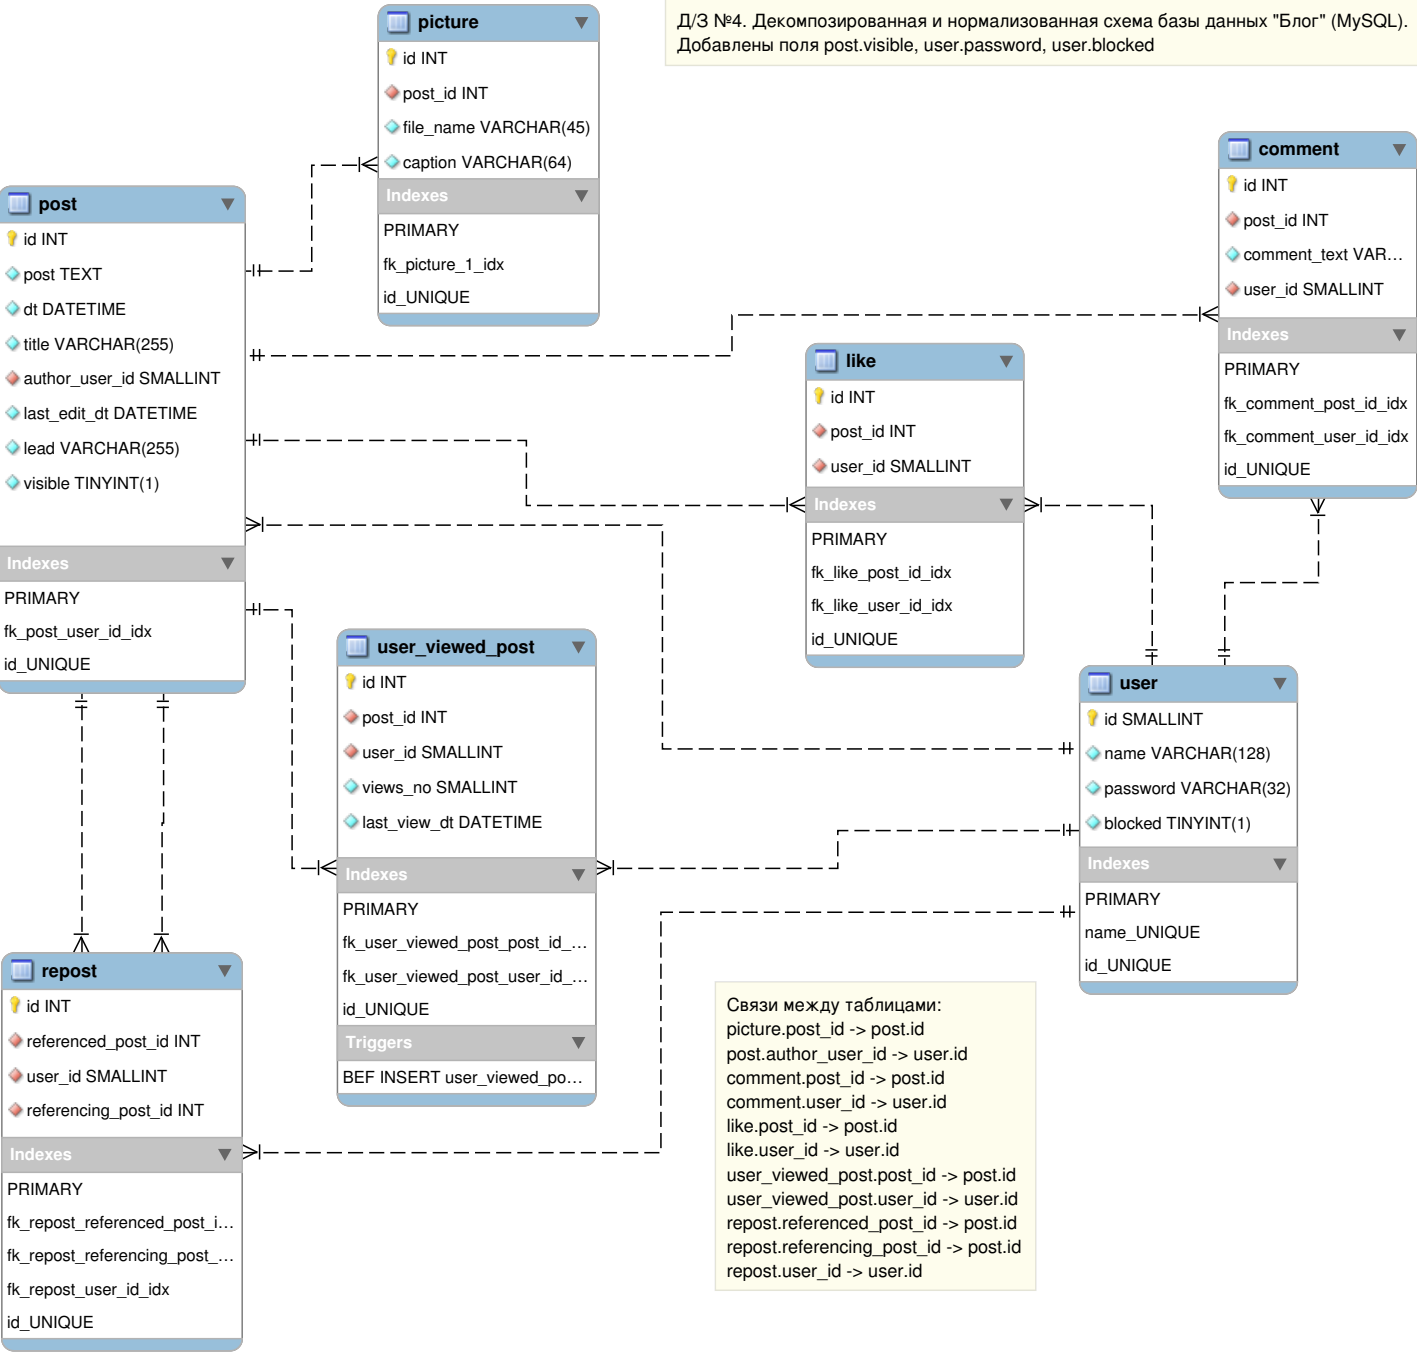 Д/З №4. Декомпозированная и нормализованная схема базы данных "Блог" (MySQL).
Добавлены поля post.visible, user.password, user.blocked
picture
id INT
post_id INT
file_name VARCHAR(45)
caption VARCHAR(64)
Indexes
PRIMARY
fk_picture_1_idx
id_UNIQUE
comment
id INT
post_id INT
comment_text VAR...
user_id SMALLINT
Indexes
PRIMARY
fk_comment_post_id_idx
fk_comment_user_id_idx
id_UNIQUE
post
id INT
post TEXT
dt DATETIME
title VARCHAR(255)
author_user_id SMALLINT
last_edit_dt DATETIME
lead VARCHAR(255)
visible TINYINT(1)
Indexes
PRIMARY
fk_post_user_id_idx
id_UNIQUE
like
id INT
post_id INT
user_id SMALLINT
Indexes
PRIMARY
fk_like_post_id_idx
fk_like_user_id_idx
id_UNIQUE
user_viewed_post
id INT
post_id INT
user_id SMALLINT
views_no SMALLINT
last_view_dt DATETIME
Indexes
PRIMARY
fk_user_viewed_post_post_id_...
fk_user_viewed_post_user_id_...
id_UNIQUE
Triggers
BEF INSERT user_viewed_po...
user
id SMALLINT
name VARCHAR(128)
password VARCHAR(32)
blocked TINYINT(1)
Indexes
PRIMARY
name_UNIQUE
id_UNIQUE
repost
id INT
referenced_post_id INT
user_id SMALLINT
referencing_post_id INT
Indexes
PRIMARY
fk_repost_referenced_post_i...
fk_repost_referencing_post_...
fk_repost_user_id_idx
id_UNIQUE
Связи между таблицами:
picture.post_id -> post.id
post.author_user_id -> user.id
comment.post_id -> post.id
comment.user_id -> user.id
like.post_id -> post.id
like.user_id -> user.id
user_viewed_post.post_id -> post.id
user_viewed_post.user_id -> user.id
repost.referenced_post_id -> post.id
repost.referencing_post_id -> post.id
repost.user_id -> user.id